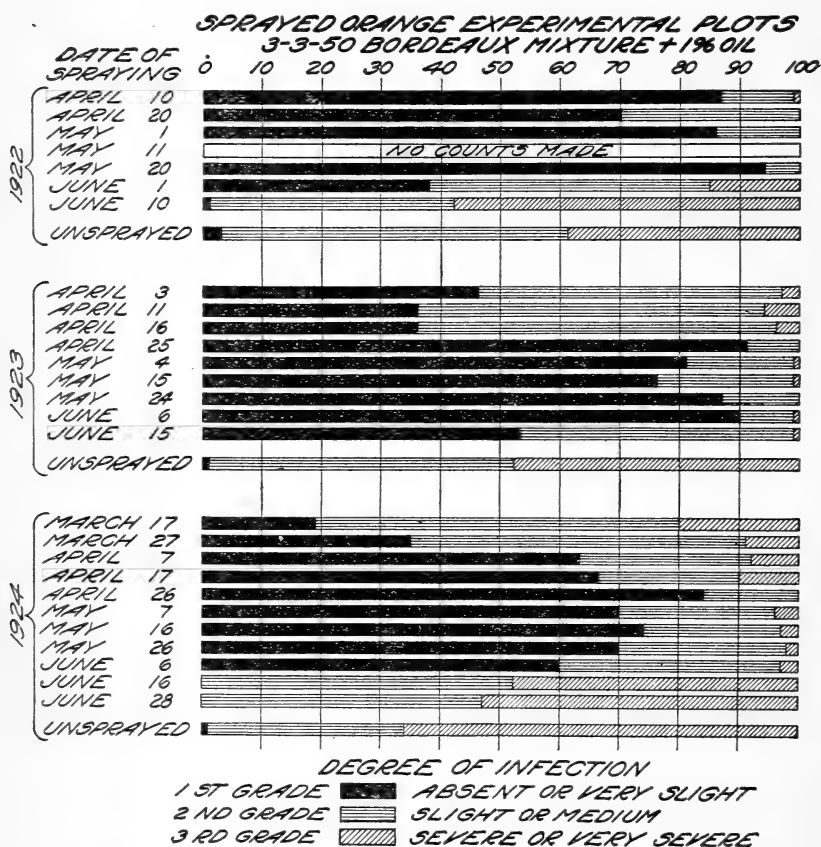 SPRAYED ORANGE EXPERIMENTAL PLOTS
3-3-50 BORDEAUX MIXTURE + 1% OIL
DATE OF SPRAYING
0 10 20 30 40 50 60 70 80 90 100
1922
APRIL 10
APRIL 20
MAY 1
MAY 11 NO COUNTS MADE
MAY 20
JUNE 1
JUNE 10
UNSPRAYED
1923
APRIL 3
APRIL 11
APRIL 16
APRIL 25
MAY 4
MAY 15
MAY 24
JUNE 6
JUNE 15
UNSPRAYED
1924
MARCH 17
MARCH 27
APRIL 7
APRIL 17
APRIL 26
MAY 7
MAY 16
MAY 26
JUNE 6
JUNE 16
JUNE 28
UNSPRAYED
DEGREE OF INFECTION
1 ST GRADE ABSENT OR VERY SLIGHT
2 ND GRADE SLIGHT OR MEDIUM
3 RD GRADE SEVERE OR VERY SEVERE